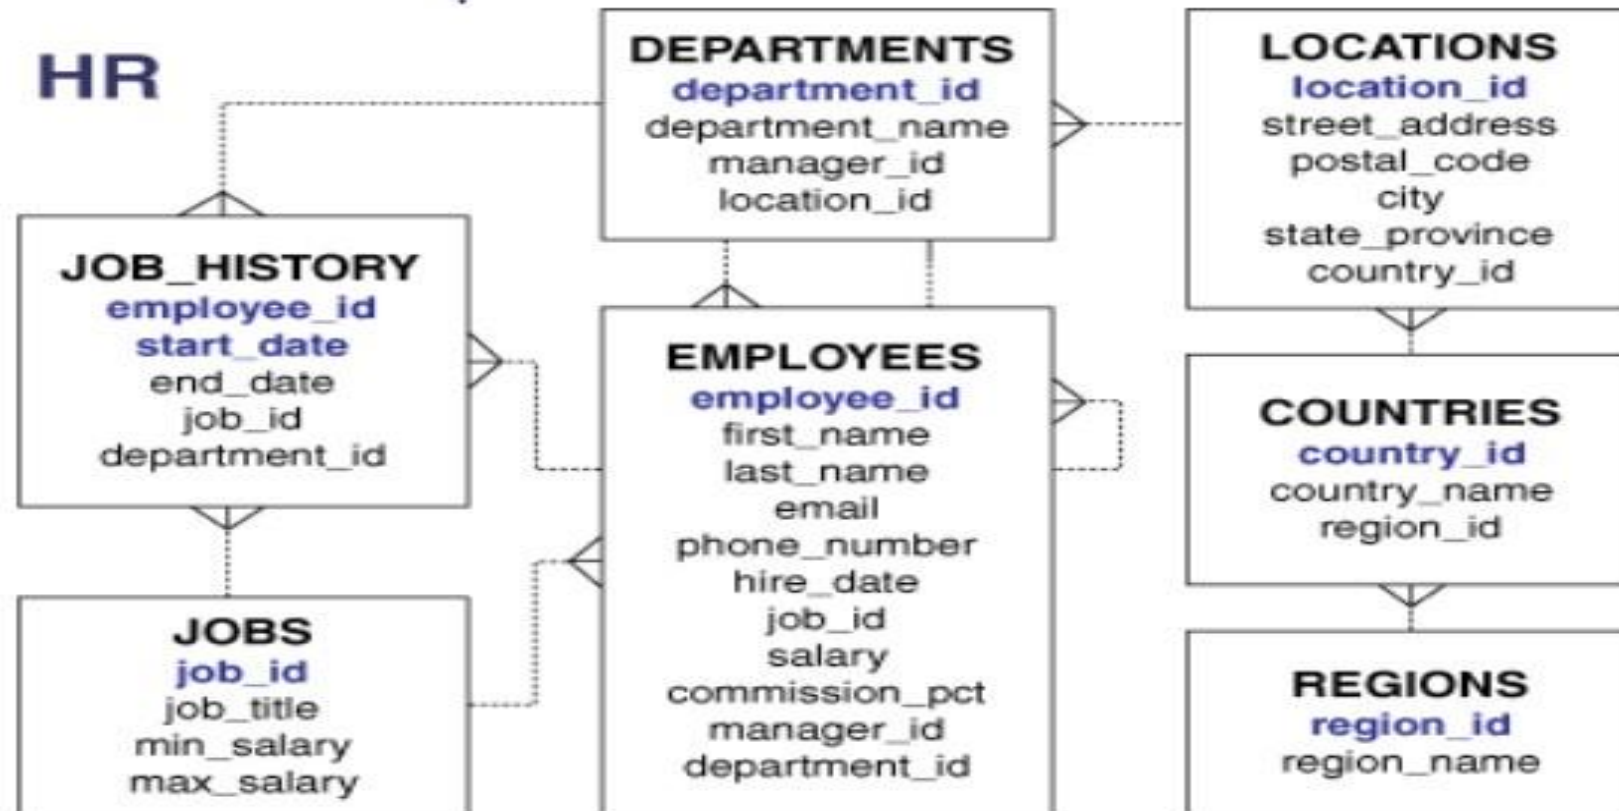 HR
DEPARTMENTS
department_id
department_name
manager_id
location_id
LOCATIONS
location_id
street_address
postal_code
city
state_province
country_id
JOB_HISTORY
employee_id
start_date
end_date
job_id
department_id
EMPLOYEES
employee_id
first_name
last_name
email
phone_number
hire_date
job_id
salary
commission_pct
manager_id
department_id
COUNTRIES
country_id
country_name
region_id
JOBS
job_id
job_title
min_salary
max_salary
REGIONS
region_id
region_name